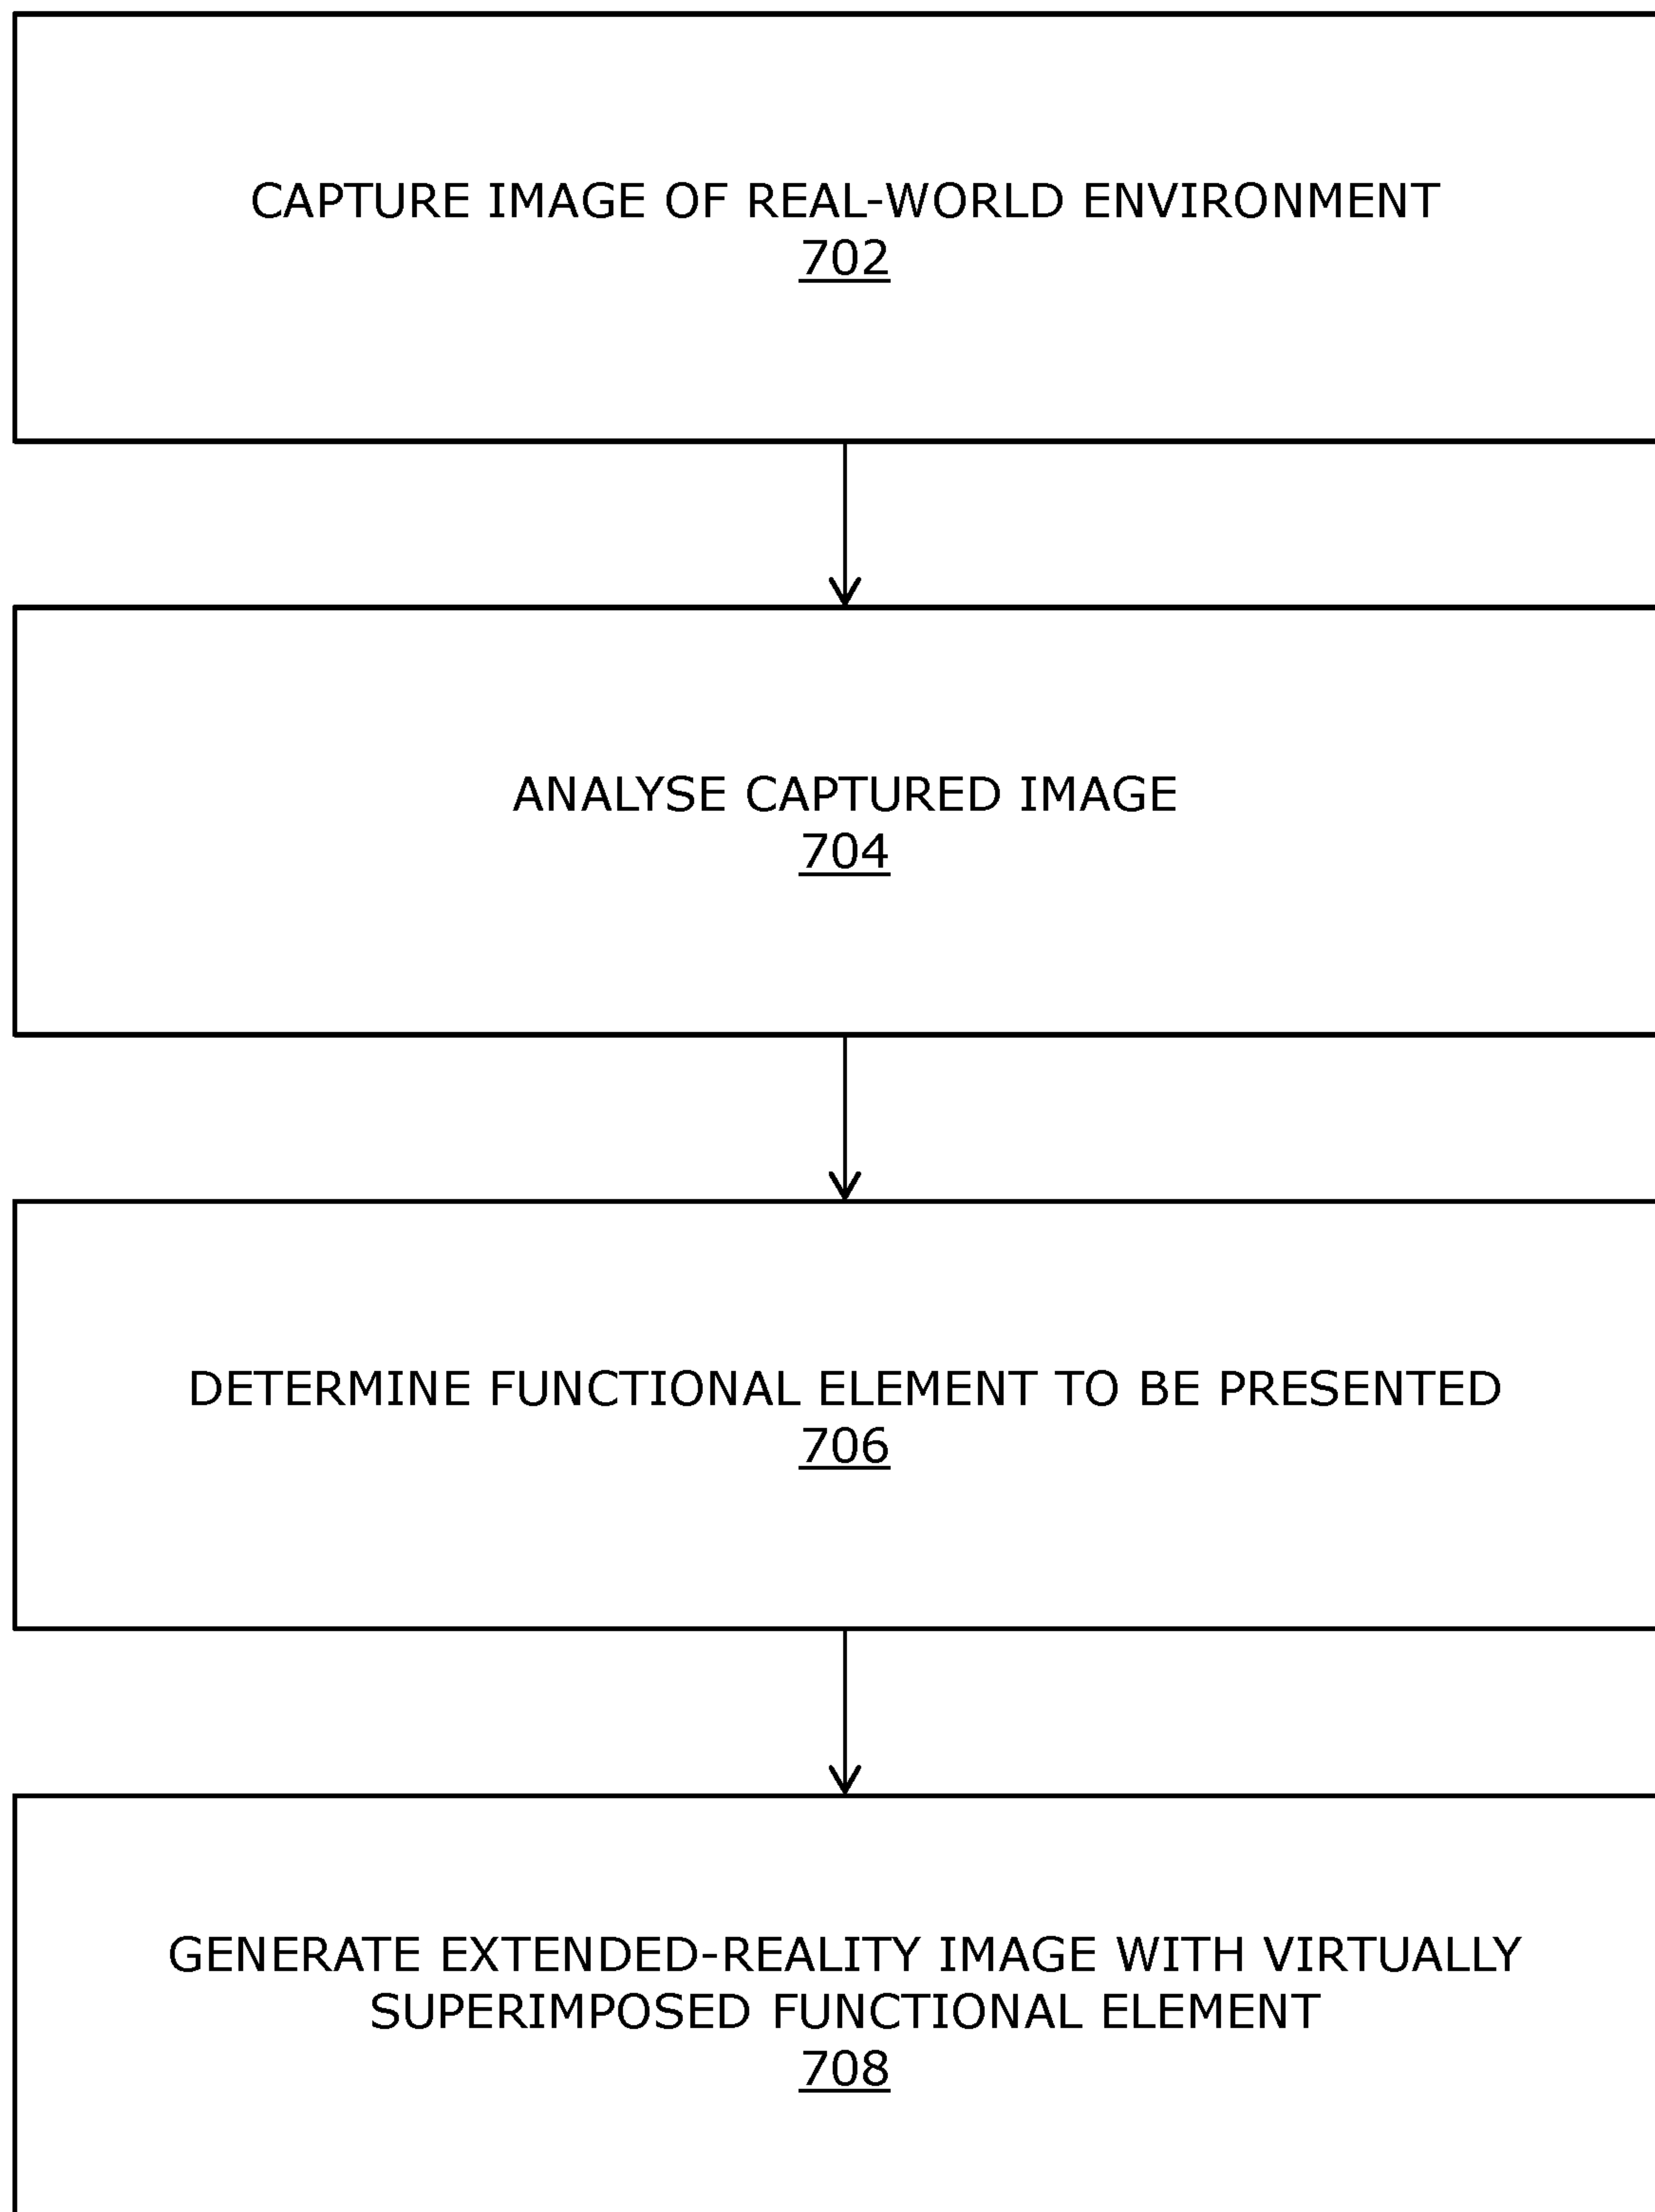 CAPTURE IMAGE OF REAL-WORLD ENVIRONMENT
702
ANALYSE CAPTURED IMAGE
704
DETERMINE FUNCTIONAL ELEMENT TO BE PRESENTED
706
GENERATE EXTENDED-REALITY IMAGE WITH VIRTUALLY
SUPERIMPOSED FUNCTIONAL ELEMENT
708